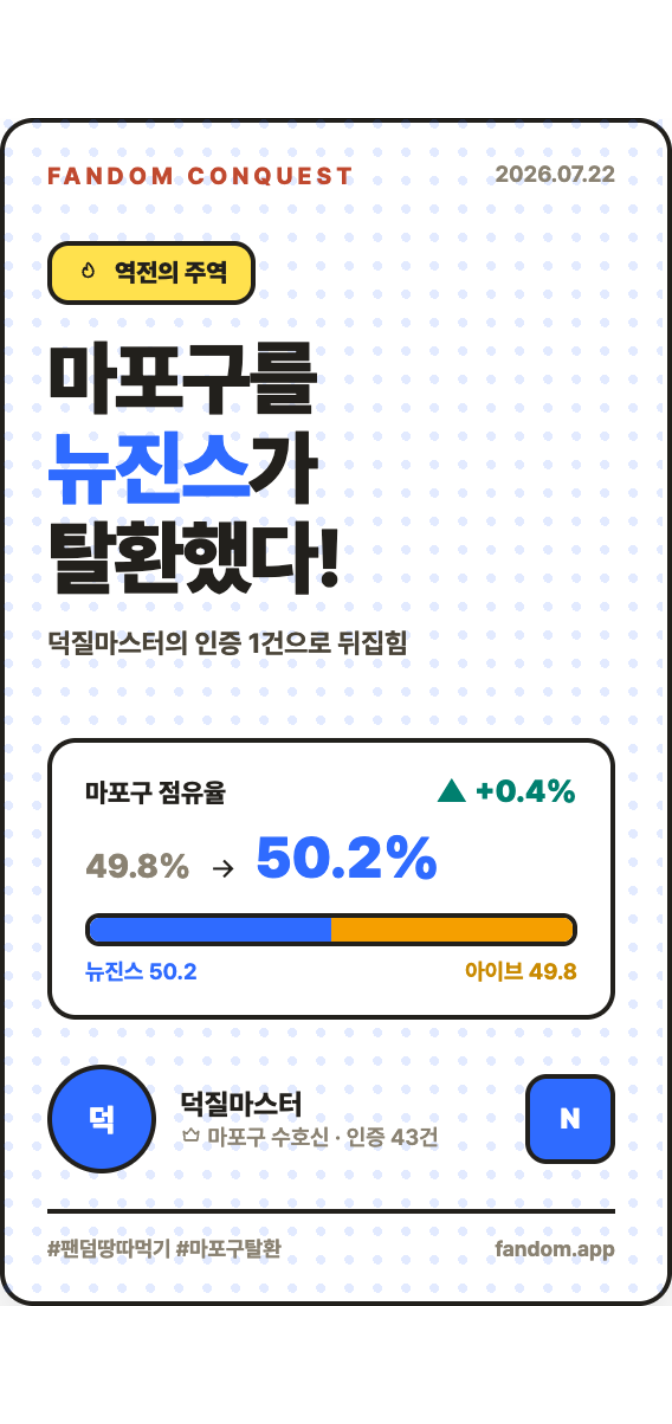 FANDOM CONQUEST 2026.07.22
역전의 주역
마포구를
뉴진스가
탈환했다!
덕질마스터의 인증 1건으로 뒤집힘
마포구 점유율 ▲ +0.4%
49.8% → 50.2%
뉴진스 50.2 아이브 49.8
덕 덕질마스터 N
마포구 수호신 · 인증 43건
#팬덤땅따먹기 #마포구탈환 fandom.app